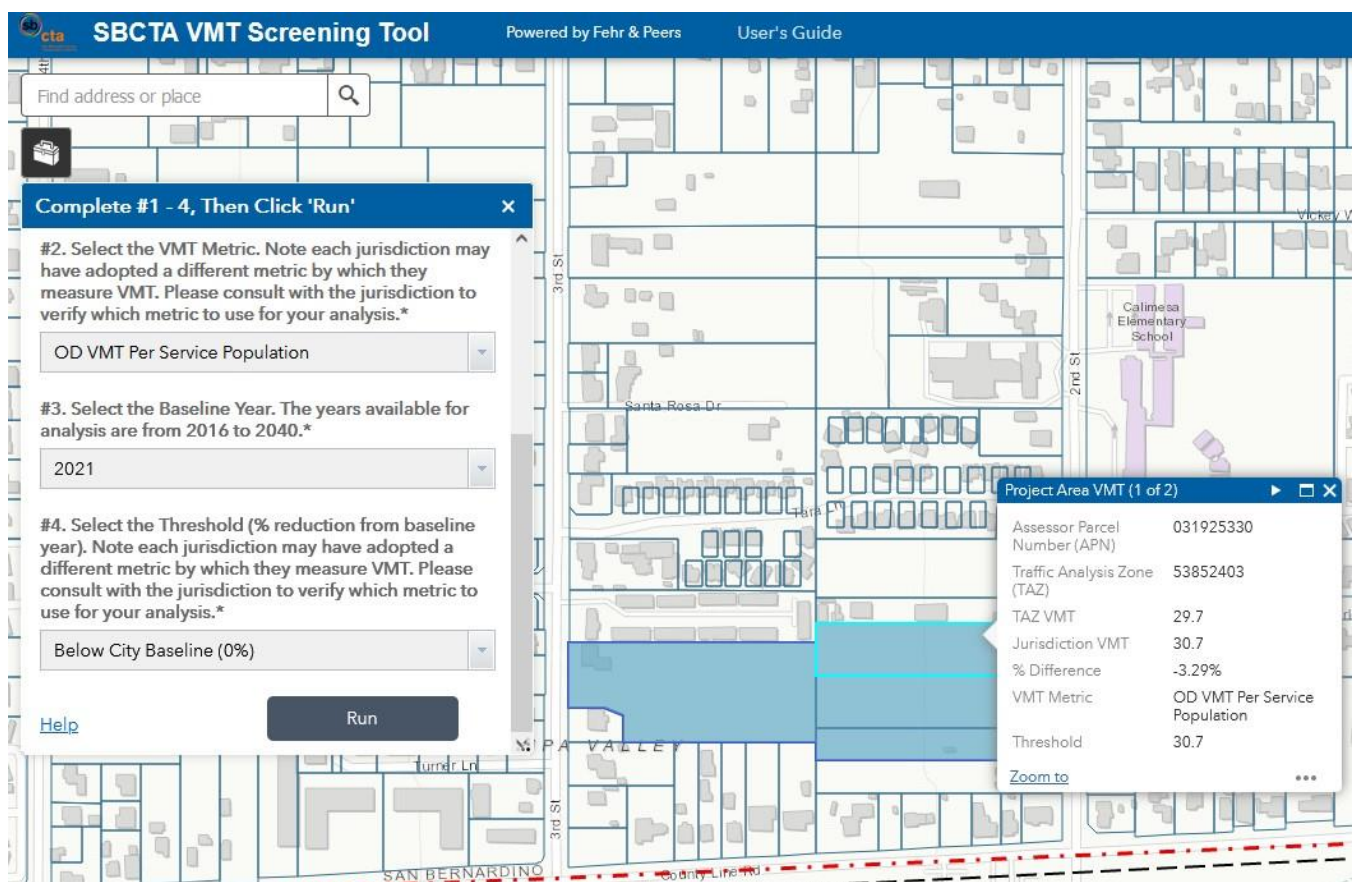 sb cta
SBCTA VMT Screening Tool
Powered by Fehr & Peers
User's Guide
4th
Find address or place
Complete #1 - 4, Then Click 'Run'
#2. Select the VMT Metric. Note each jurisdiction may
have adopted a different metric by which they
measure VMT. Please consult with the jurisdiction to
verify which metric to use for your analysis.*
OD VMT Per Service Population
#3. Select the Baseline Year. The years available for
analysis are from 2016 to 2040.*
2021
#4. Select the Threshold (% reduction from baseline
year). Note each jurisdiction may have adopted a
different metric by which they measure VMT. Please
consult with the jurisdiction to verify which metric to
use for your analysis.*
Below City Baseline (0%)
Help
Run
3rd St
Vickey W
Calimesa
Elementary
School
2nd St
Santa Rosa Dr
Tara Ln
Project Area VMT (1 of 2)
Assessor Parcel
Number (APN)
031925330
Traffic Analysis Zone
(TAZ)
53852403
TAZ VMT
29.7
Jurisdiction VMT
30.7
% Difference
-3.29%
VMT Metric
OD VMT Per Service
Population
Threshold
30.7
Zoom to
IPA VALLEY
Turner Ln
3rd St
SAN BERNARDINO
County Line Rd